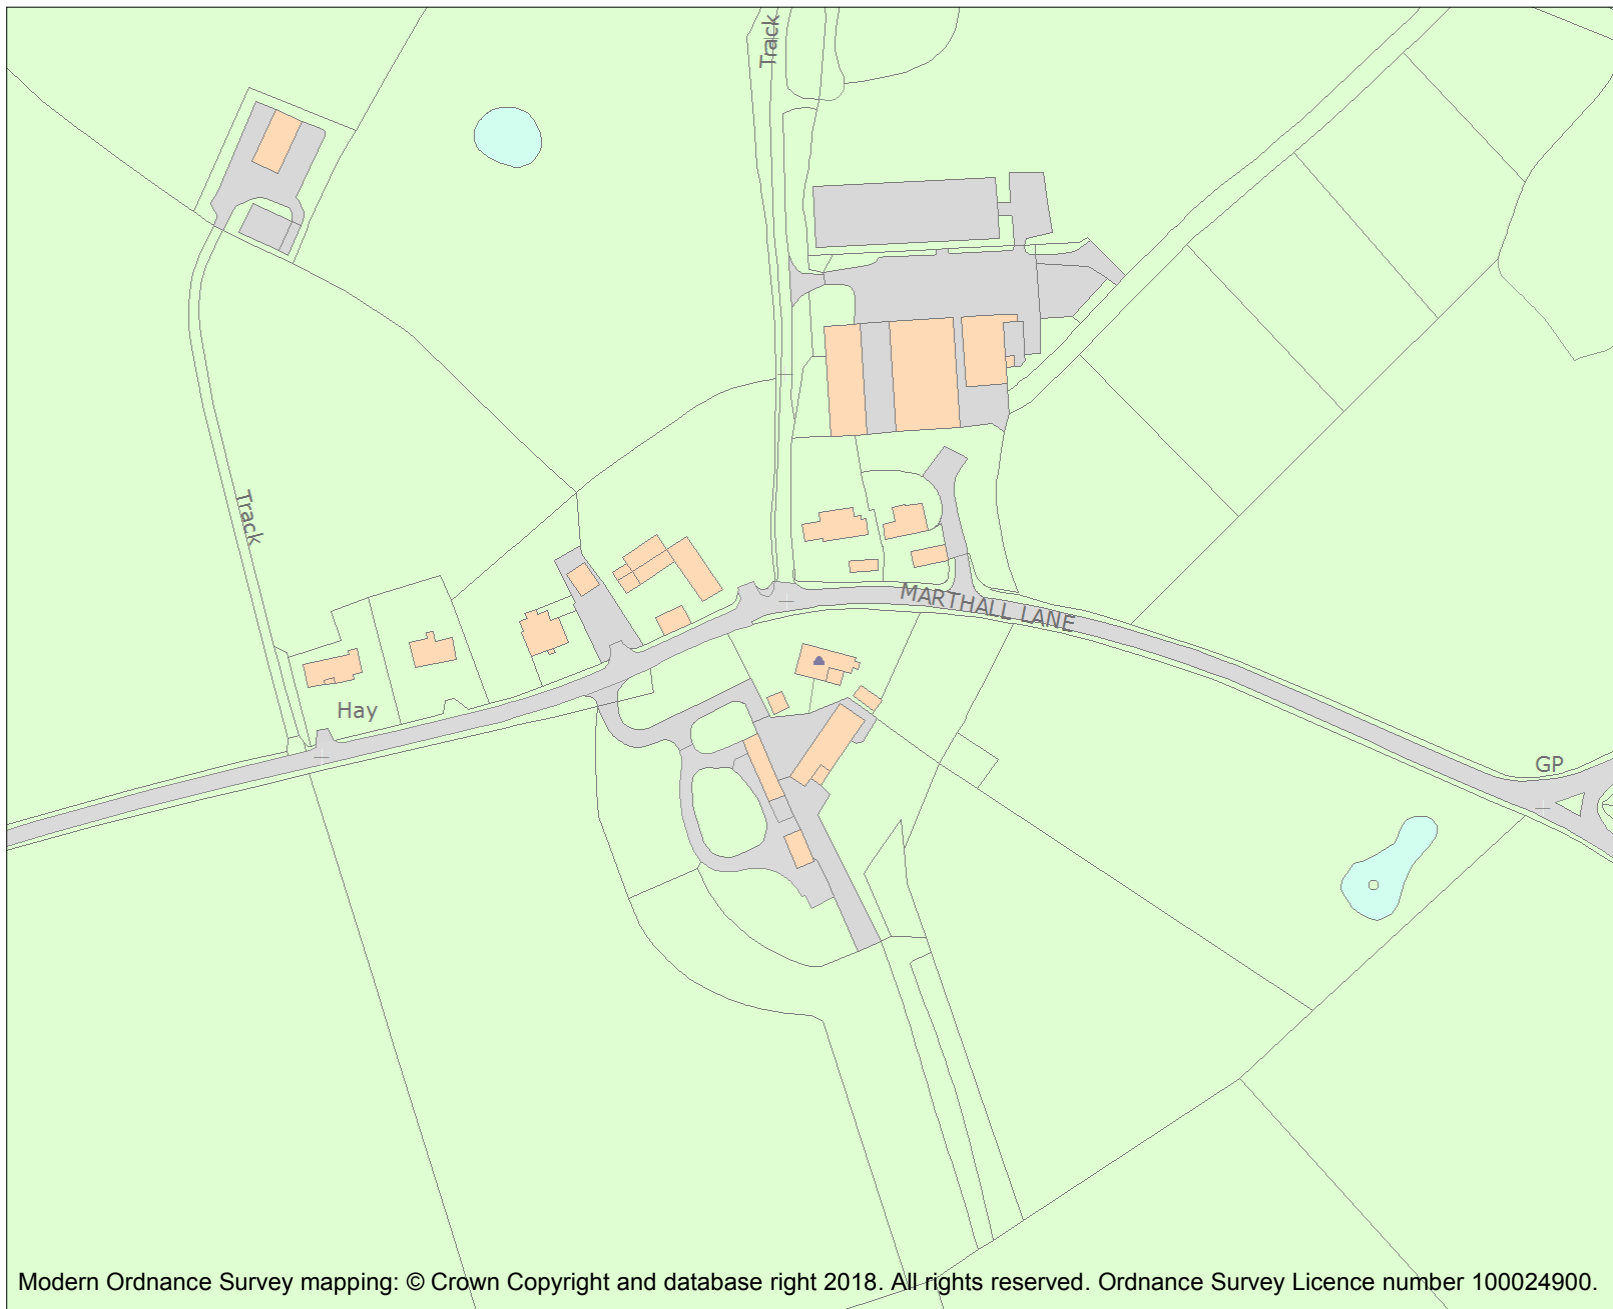 Track
Track
MARTHALL LANE
Hay
GP
Modern Ordnance Survey mapping: © Crown Copyright and database right 2018. All rights reserved. Ordnance Survey Licence number 100024900.